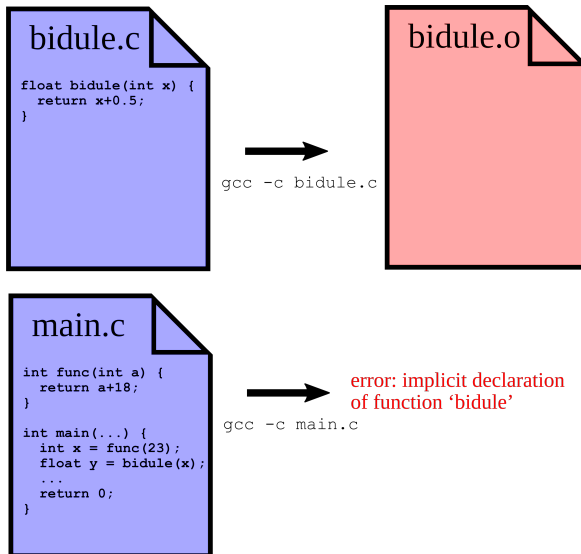 bidule.c
float bidule(int x) {
  return x+0.5;
}
gcc -c bidule.c
bidule.o
main.c
int func(int a) {
  return a+18;
}
int main(...) {
  int x = func(23);
  float y = bidule(x);
  ...
  return 0;
}
gcc -c main.c
error: implicit declaration
of function ‘bidule’